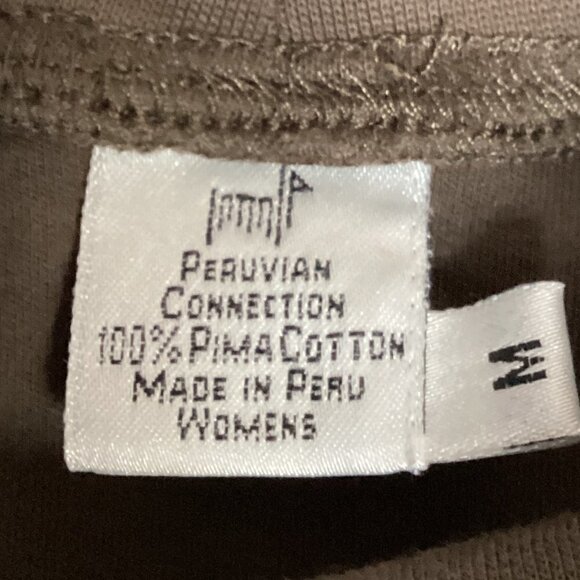 PERUVIAN
CONNECTION
100% PIMA COTTON
MADE IN PERU
WOMENS
M